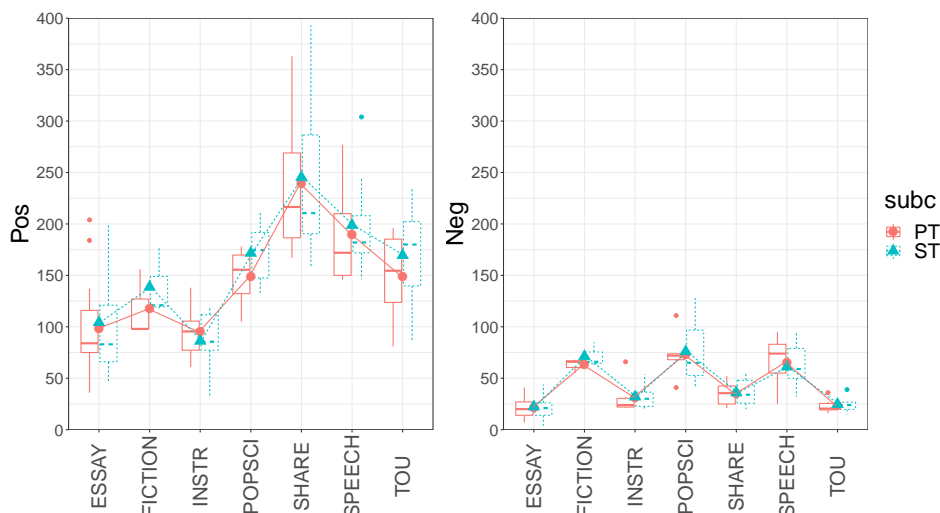 Pos
400
350
300
250
200
150
100
50
0
ESSAY
FICTION
INSTR
POPSCI
SHARE
SPEECH
TOU
Neg
400
350
300
250
200
150
100
50
0
ESSAY
FICTION
INSTR
POPSCI
SHARE
SPEECH
TOU
subc
PT
ST